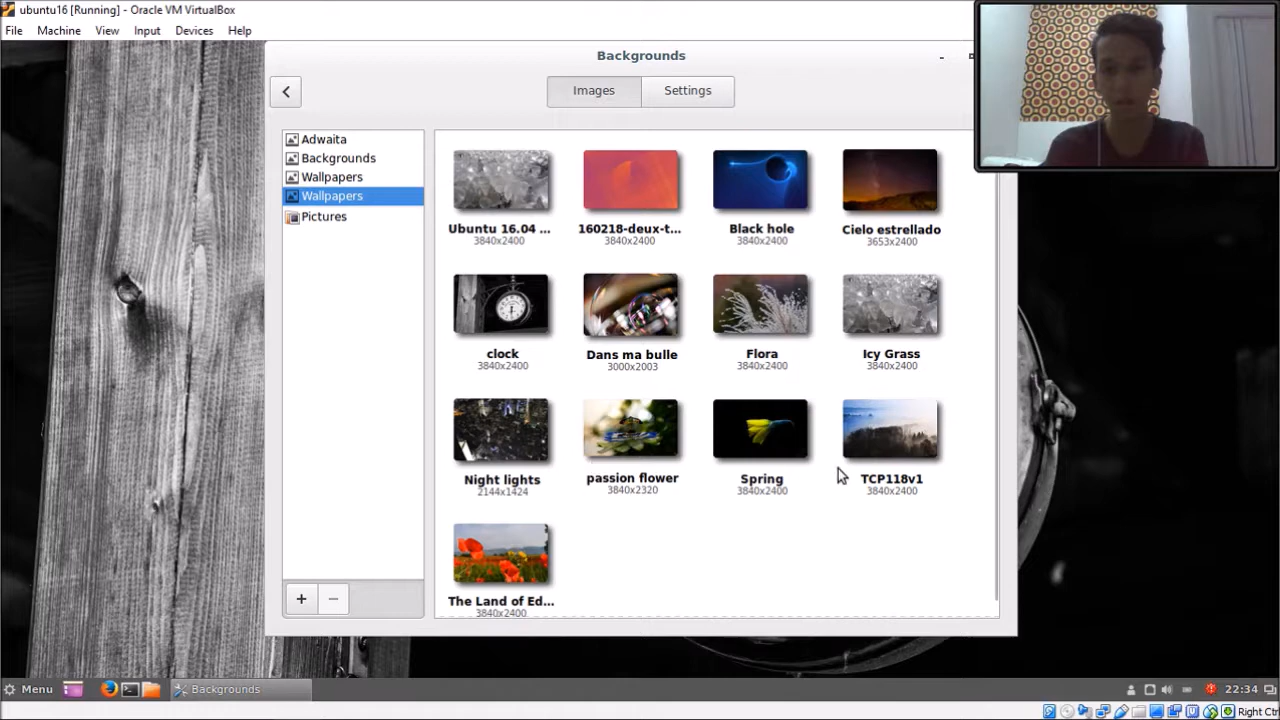 ubuntu16 [Running] - Oracle VM VirtualBox
File Machine View Input Devices Help
Backgrounds
Images Settings
Adwaita
Backgrounds
Wallpapers
Wallpapers
Pictures
Ubuntu 16.04 ... 160218-deux-t... Black hole Cielo estrellado
3840x2400 3840x2400 3840x2400 3653x2400
clock Dans ma bulle Flora Icy Grass
3840x2400 3000x2003 3840x2400 3840x2400
Night lights passion flower Spring TCP118v1
2144x1424 3840x2320 3840x2400 3840x2400
The Land of Ed...
3840x2400
Menu Backgrounds 22:34
Right Ctrl